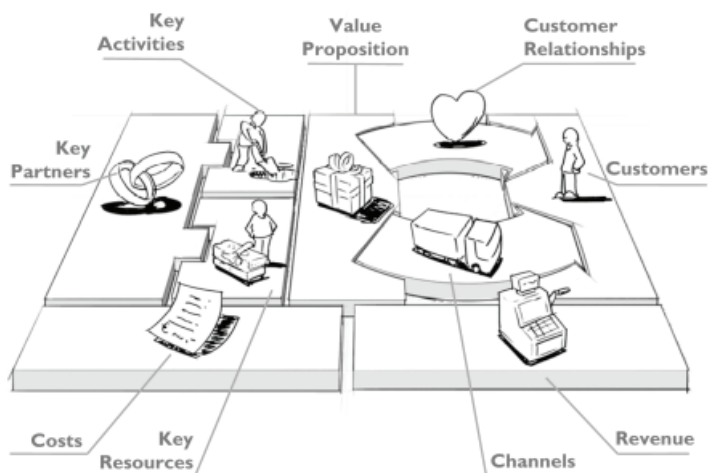 Key
Activities
Value
Proposition
Customer
Relationships
Key
Partners
Customers
Costs
Key
Resources
Channels
Revenue